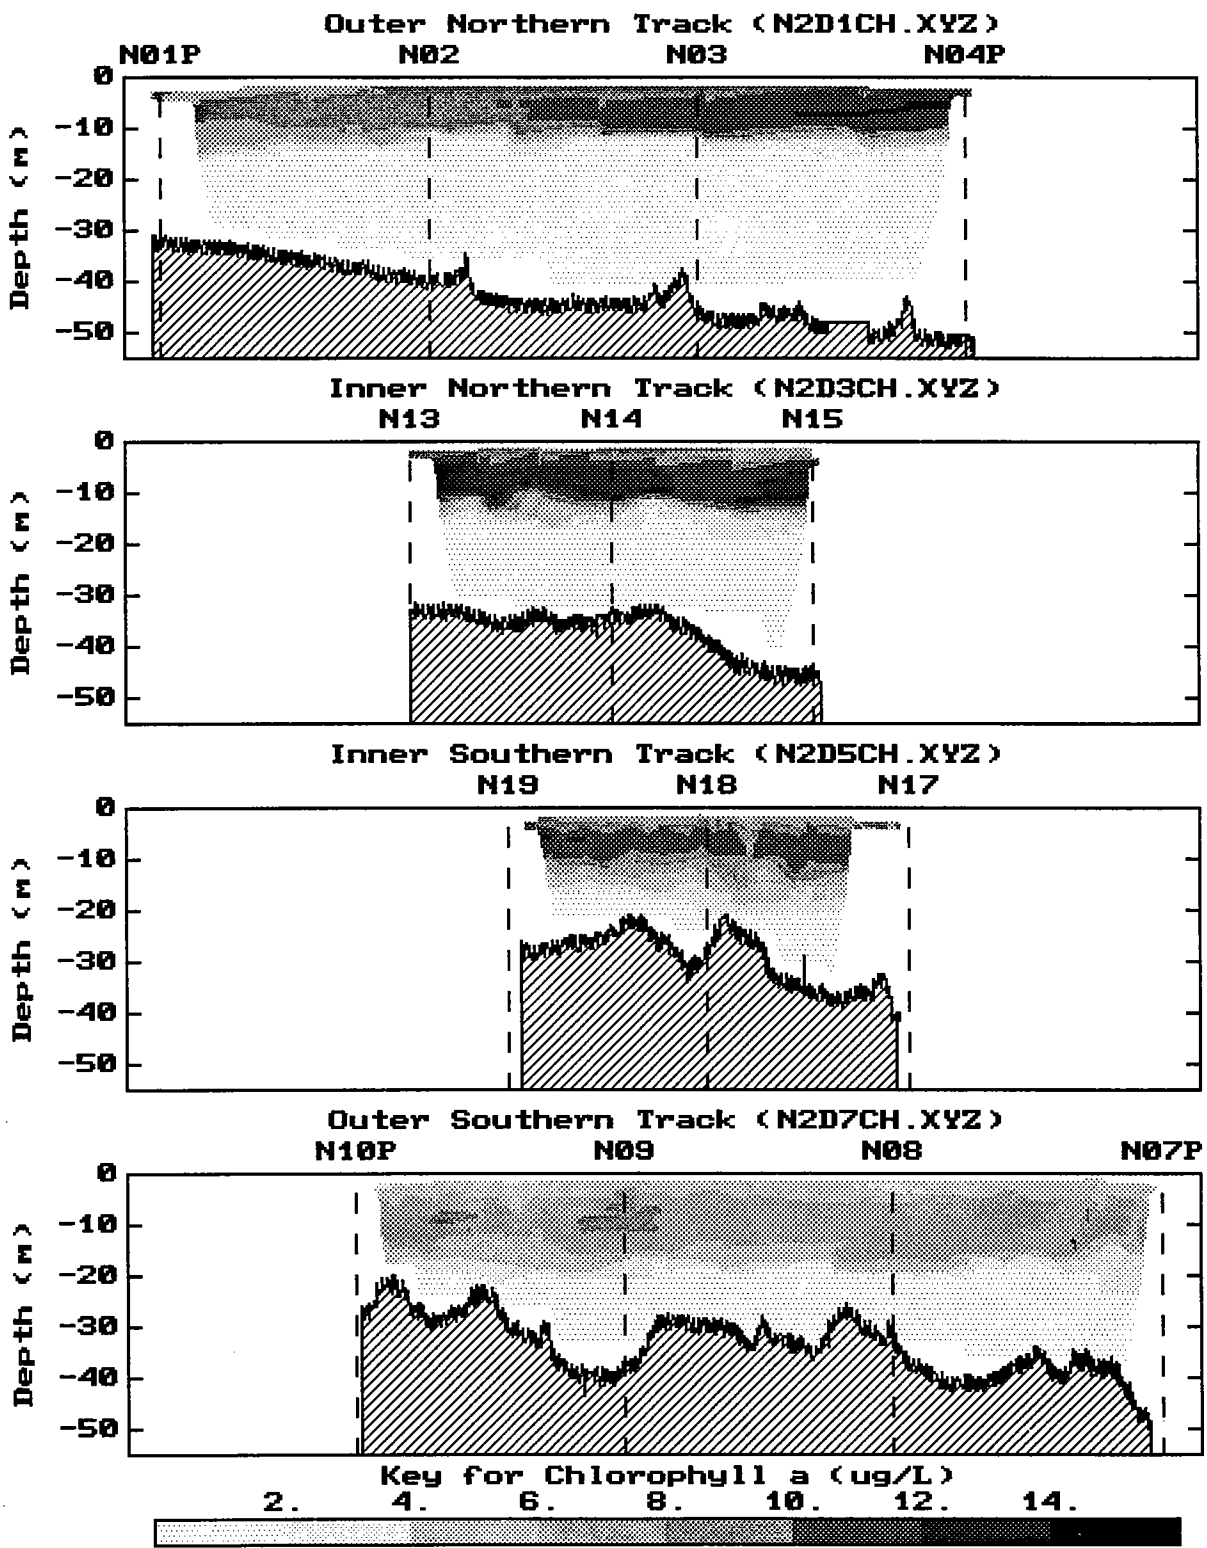 Outer Northern Track (N2D1CH.XYZ)
N01P N02 N03 N04P
0
-10
-20
-30
-40
-50
Depth (m)
Inner Northern Track (N2D3CH.XYZ)
N13 N14 N15
0
-10
-20
-30
-40
-50
Depth (m)
Inner Southern Track (N2D5CH.XYZ)
N19 N18 N17
0
-10
-20
-30
-40
-50
Depth (m)
Outer Southern Track (N2D7CH.XYZ)
N10P N09 N08 N07P
0
-10
-20
-30
-40
-50
Depth (m)
Key for Chlorophyll a (ug/L)
2. 4. 6. 8. 10. 12. 14.